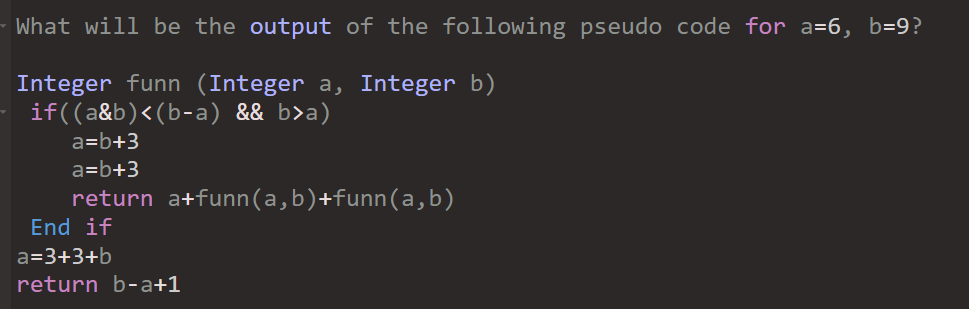 What will be the output of the following pseudo code for a=6, b=9?
Integer funn (Integer a, Integer b)
if((a&b)<(b-a) && b>a)
a=b+3
a=b+3
return a+funn(a,b)+funn(a,b)
End if
a=3+3+b
return b-a+1